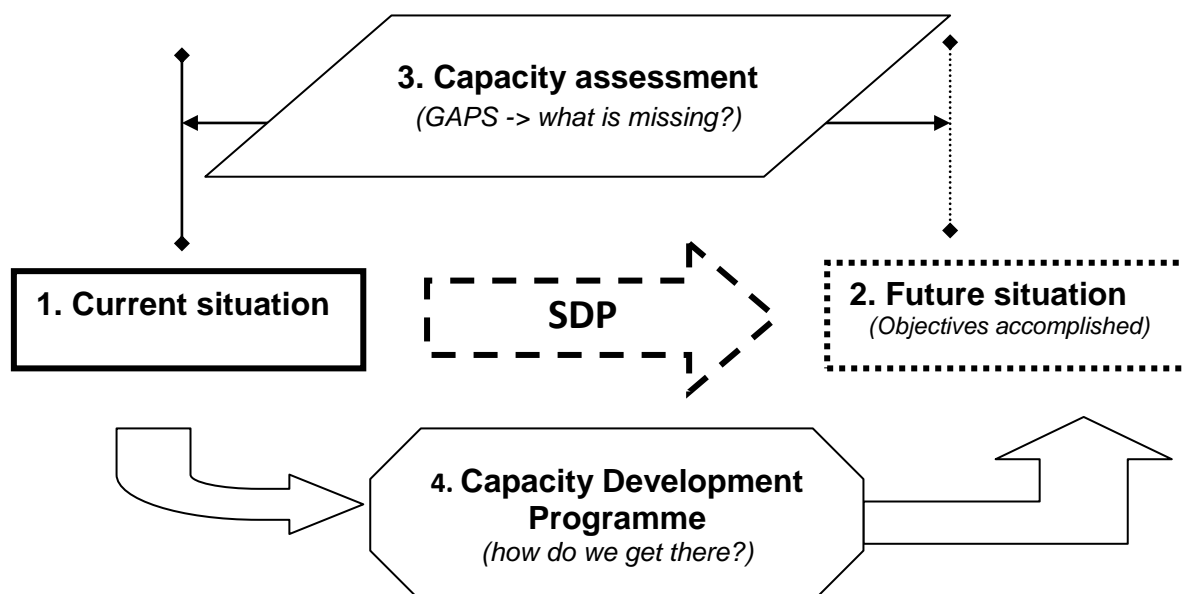 3. Capacity assessment
(GAPS -> what is missing?)
1. Current situation
SDP
2. Future situation
(Objectives accomplished)
4. Capacity Development
Programme
(how do we get there?)